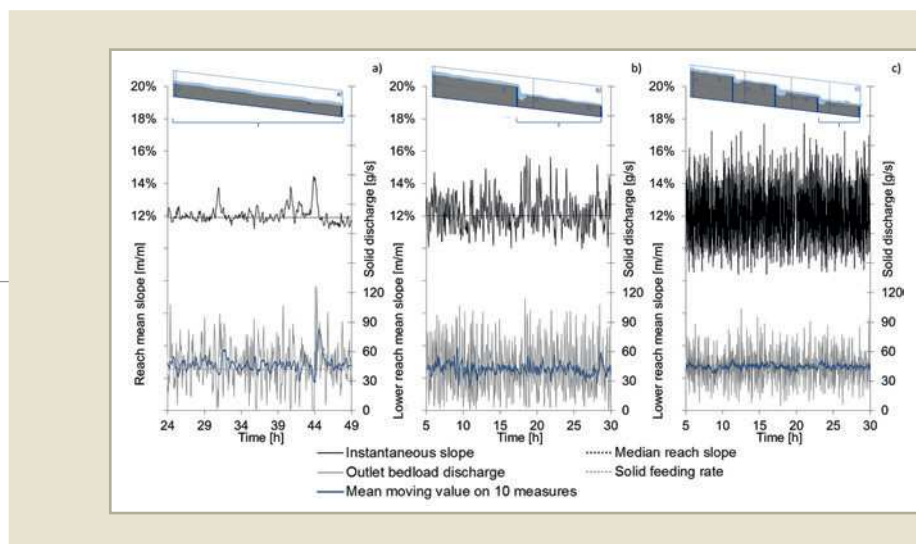 a)
b)
c)
20%
18%
16%
14%
12%
Reach mean slope [m/m]
Solid discharge [g/s]
120
90
60
30
0
24 29 34 39 44 49
Time [h]
20%
18%
16%
14%
12%
Lower reach mean slope [m/m]
Solid discharge [g/s]
120
90
60
30
0
5 10 15 20 25 30
Time [h]
20%
18%
16%
14%
12%
Lower reach mean slope [m/m]
Solid discharge [g/s]
120
90
60
30
0
5 10 15 20 25 30
Time [h]
Instantaneous slope
Outlet bedload discharge
Mean moving value on 10 measures
Median reach slope
Solid feeding rate